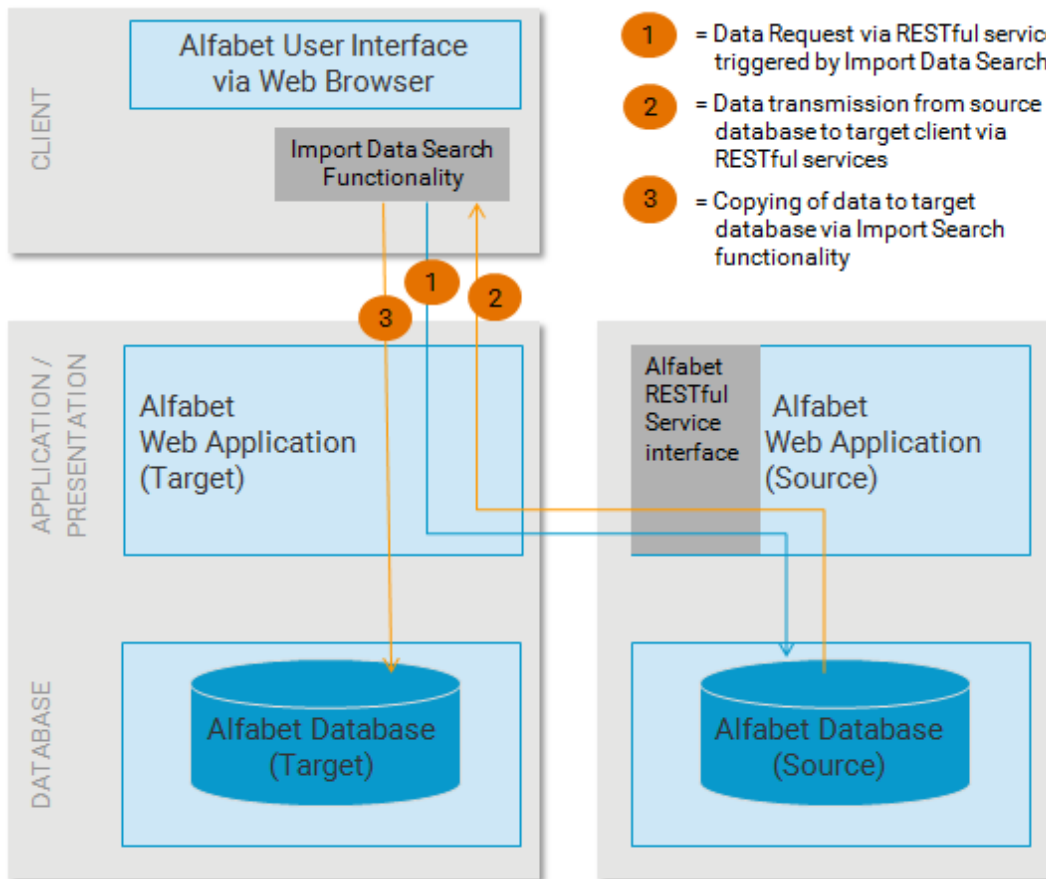 Alfabet User Interface
via Web Browser
CLIENT
Import Data Search
Functionality
1
= Data Request via RESTful servic
triggered by Import Data Search
2
= Data transmission from source
database to target client via
RESTful services
3
= Copying of data to target
database via Import Search
functionality
1
2
3
APPLICATION /
PRESENTATION
Alfabet
Web Application
(Target)
Alfabet
RESTful
Service
interface
Alfabet
Web Application
(Source)
DATABASE
Alfabet Database
(Target)
Alfabet Database
(Source)